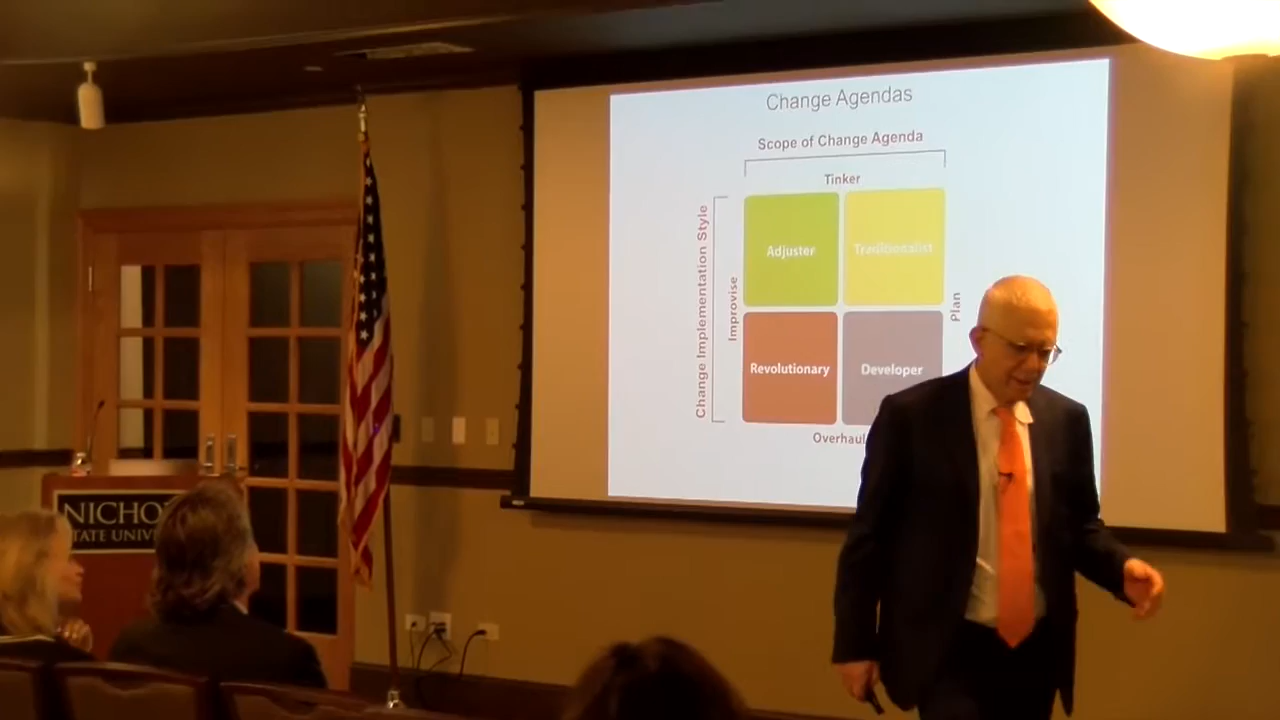 Change Agendas
Scope of Change Agenda
Tinker
Change Implementation Style
Improvise
Adjuster
Traditionalist
Plan
Revolutionary
Developer
Overhaul
NICHO
TATE UNIV